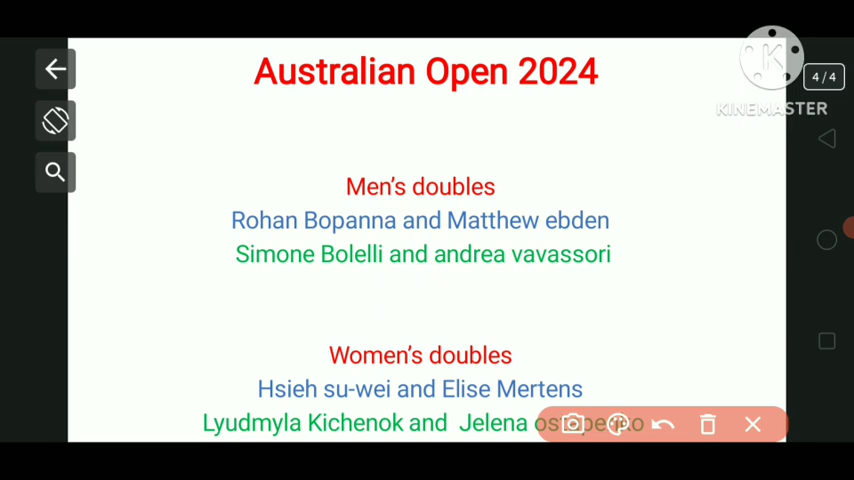 Australian Open 2024
4/4
KINEMASTER
Men's doubles
Rohan Bopanna and Matthew ebden
Simone Bolelli and andrea vavassori
Women's doubles
Hsieh su-wei and Elise Mertens
Lyudmyla Kichenok and Jelena